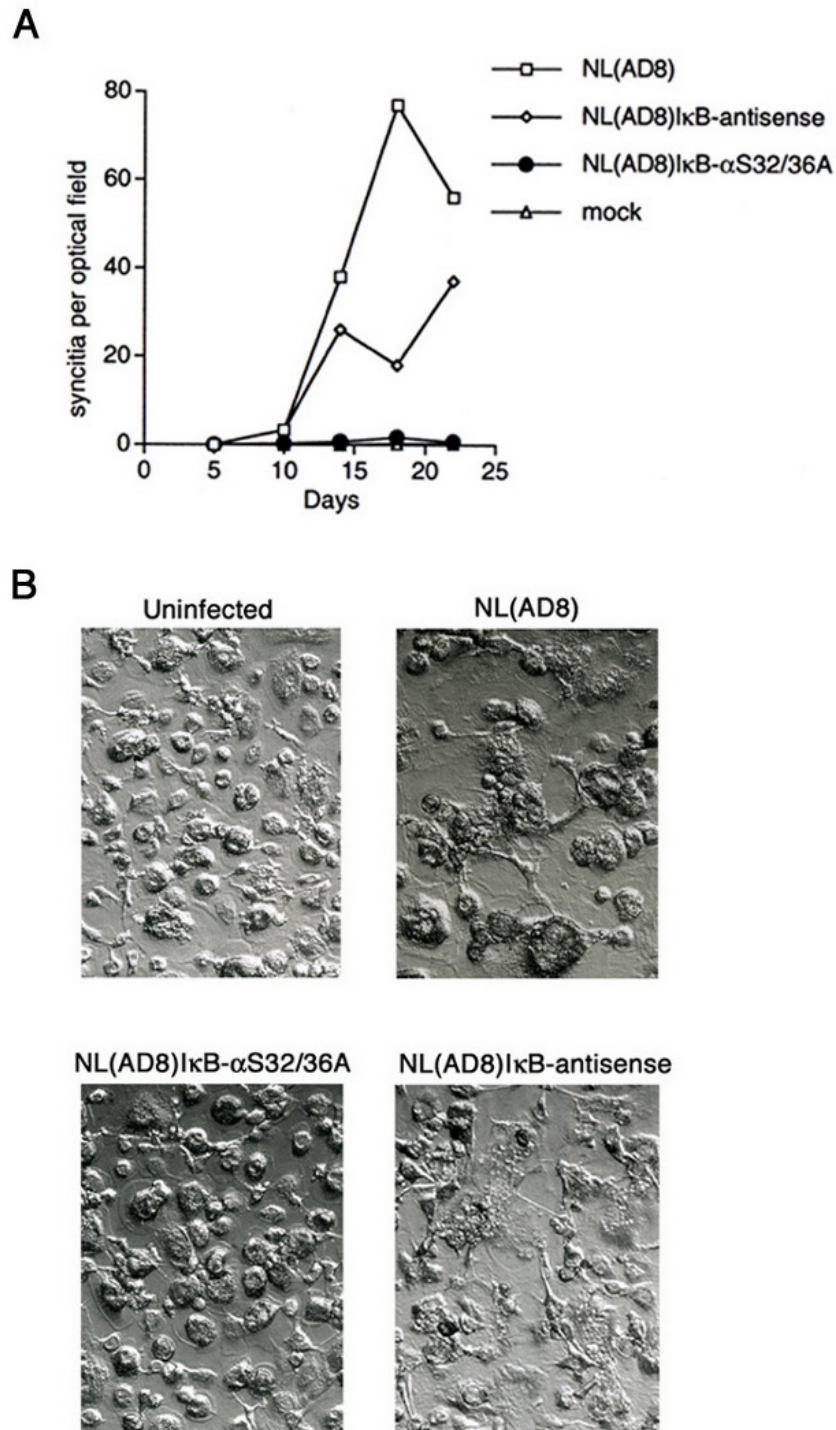 A
80
60
40
20
0
syncitia per optical field
0 5 10 15 20 25
Days
NL(AD8)
NL(AD8)IκB-antisense
NL(AD8)IκB-αS32/36A
mock
B
Uninfected
NL(AD8)
NL(AD8)IκB-αS32/36A
NL(AD8)IκB-antisense